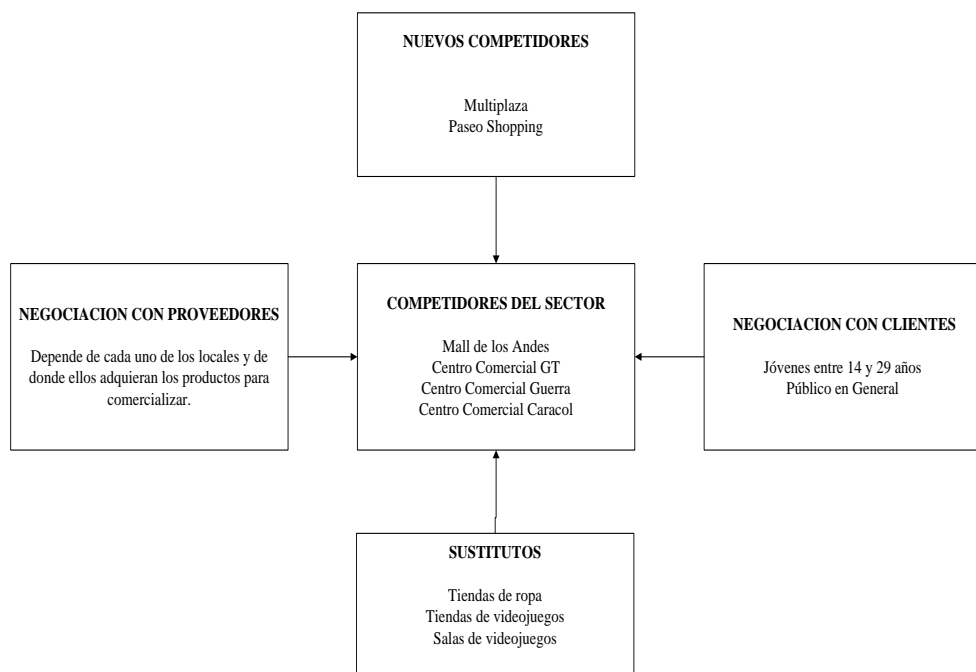 NUEVOS COMPETIDORES
Multiplaza
Paseo Shopping
NEGOCIACION CON PROVEEDORES
Depende de cada uno de los locales y de
donde ellos adquieran los productos para
comercializar.
COMPETIDORES DEL SECTOR
Mall de los Andes
Centro Comercial GT
Centro Comercial Guerra
Centro Comercial Caracol
NEGOCIACION CON CLIENTES
Jóvenes entre 14 y 29 años
Público en General
SUSTITUTOS
Tiendas de ropa
Tiendas de videojuegos
Salas de videojuegos